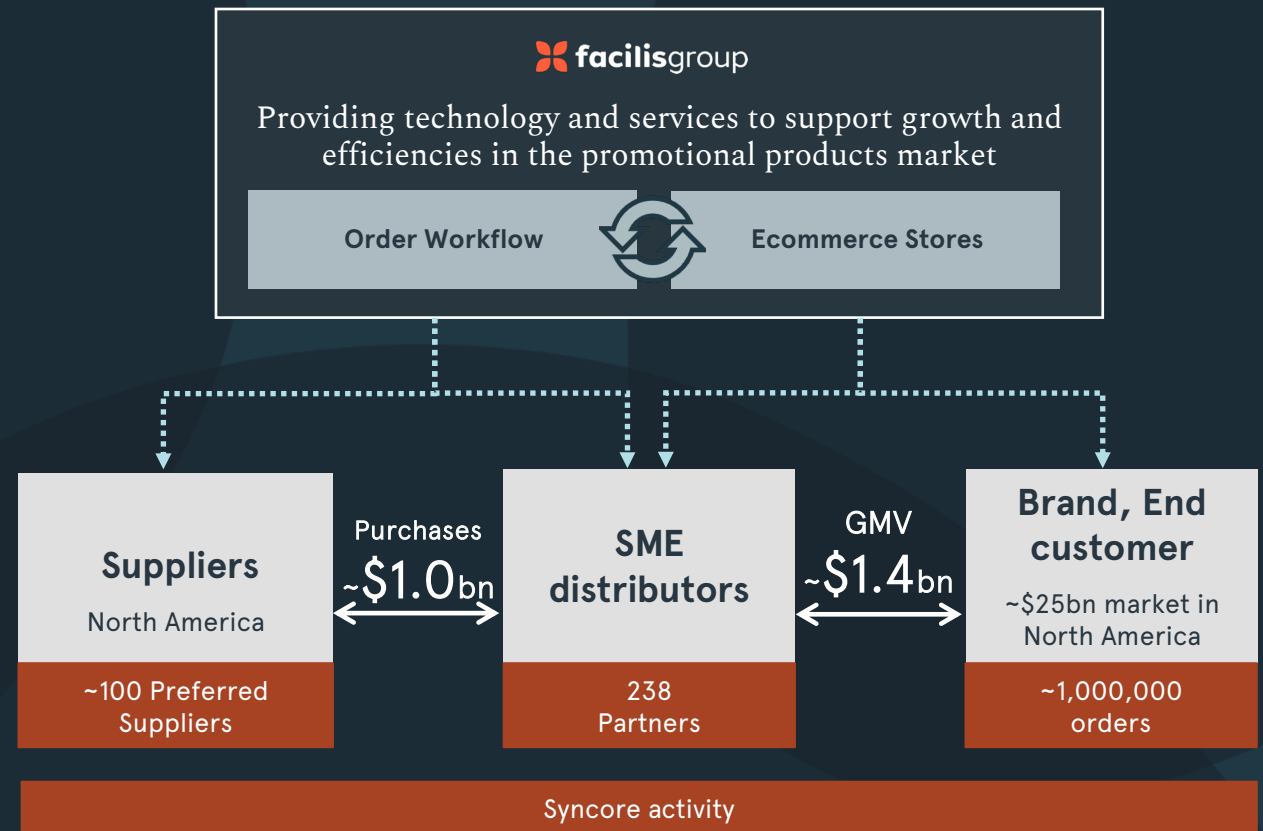 facilisgroup
Providing technology and services to support growth and
efficiencies in the promotional products market
Order Workflow
Ecommerce Stores
Suppliers
North America
~100 Preferred
Suppliers
Purchases
~$1.0bn
SME
distributors
238
Partners
GMV
~$1.4bn
Brand, End
customer
~$25bn market in
North America
~1,000,000
orders
Syncore activity